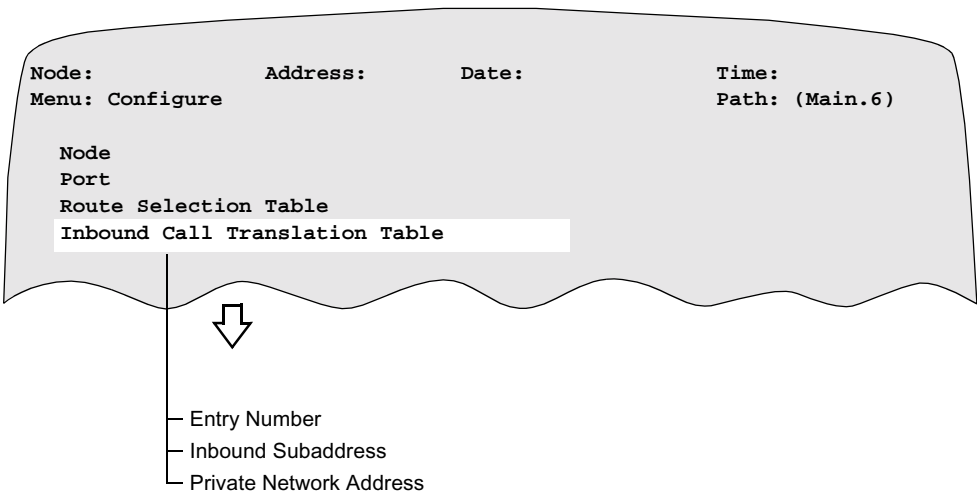 Node: Address: Date: Time:
Menu: Configure Path: (Main.6)
Node
Port
Route Selection Table
Inbound Call Translation Table
Entry Number
Inbound Subaddress
Private Network Address